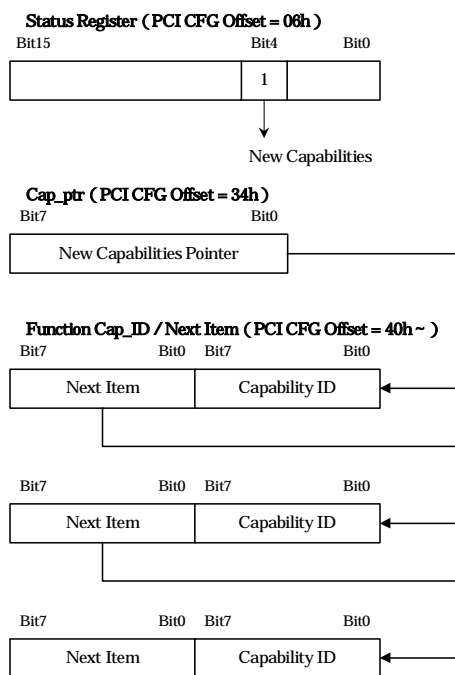 Status Register ( PCI CFG Offset = 06h )
Bit15 Bit4 Bit0
1
New Capabilities
Cap_ptr ( PCI CFG Offset = 34h)
Bit7 Bit0
New Capabilities Pointer
Function Cap_ID / Next Item ( PCI CFG Offset = 40h ~ )
Bit7 Bit0 Bit7 Bit0
Next Item Capability ID
Bit7 Bit0 Bit7 Bit0
Next Item Capability ID
Bit7 Bit0 Bit7 Bit0
Next Item Capability ID